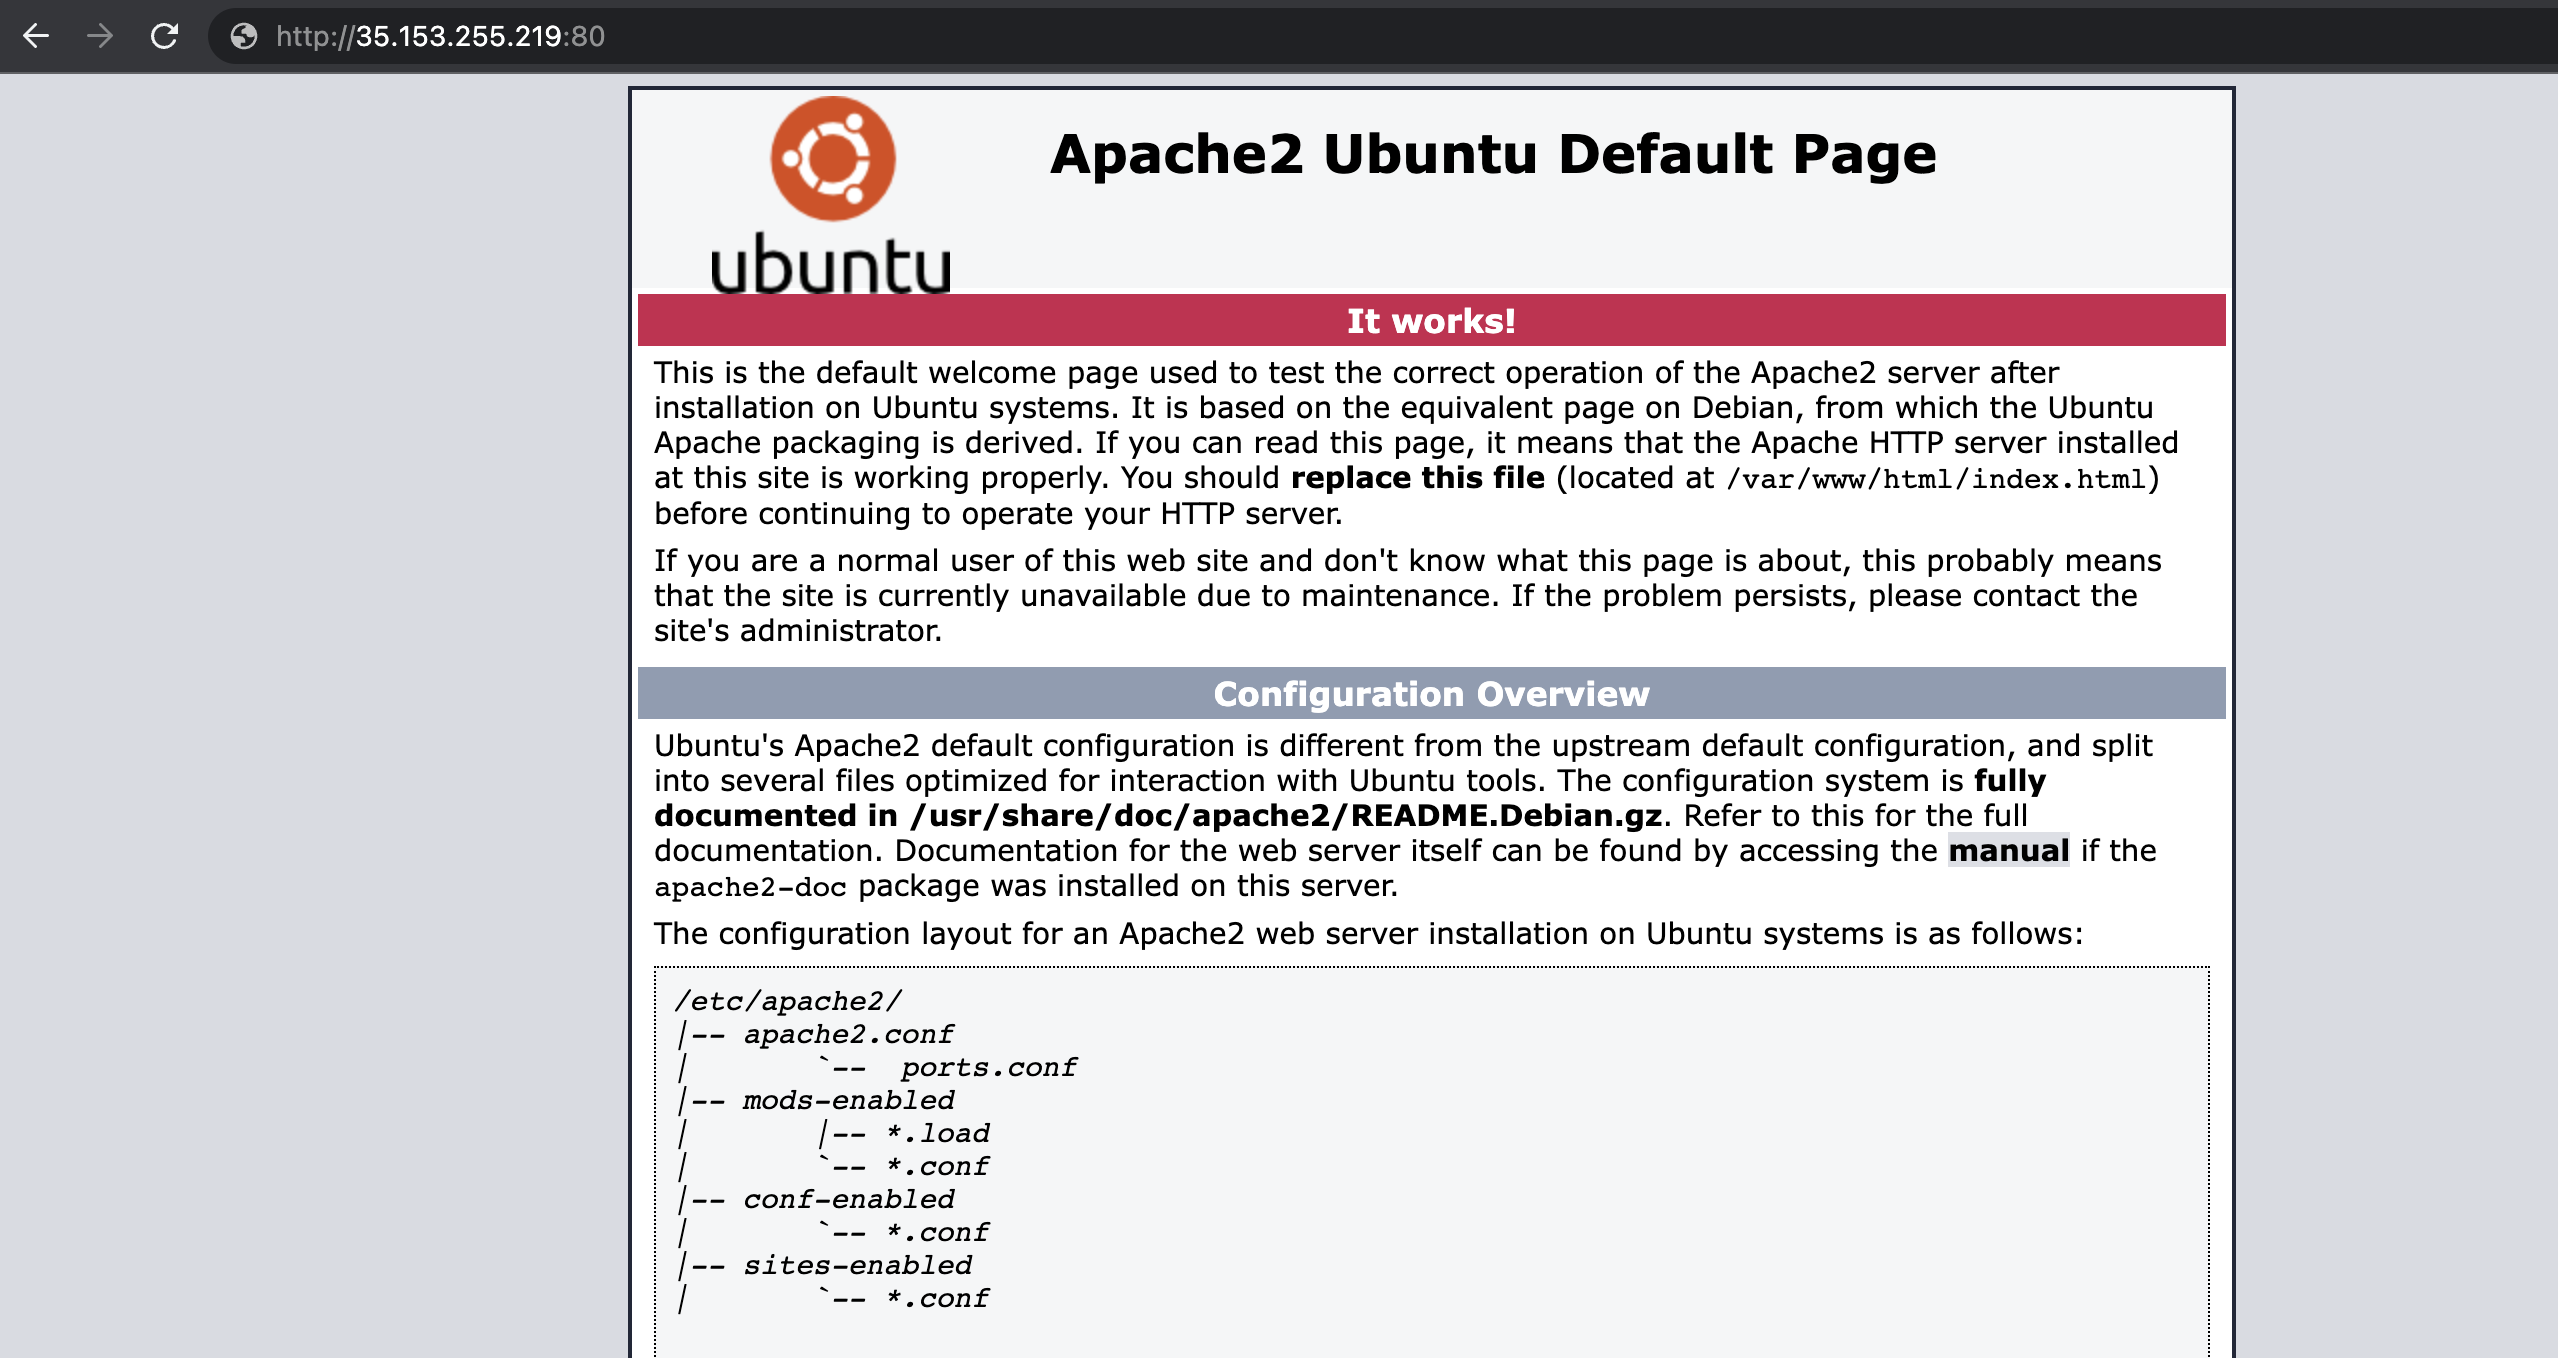 http://35.153.255.219:80
Apache2 Ubuntu Default Page
ubuntu
It works!
This is the default welcome page used to test the correct operation of the Apache2 server after
installation on Ubuntu systems. It is based on the equivalent page on Debian, from which the Ubuntu
Apache packaging is derived. If you can read this page, it means that the Apache HTTP server installed
at this site is working properly. You should replace this file (located at /var/www/html/index.html)
before continuing to operate your HTTP server.
If you are a normal user of this web site and don't know what this page is about, this probably means
that the site is currently unavailable due to maintenance. If the problem persists, please contact the
site's administrator.
Configuration Overview
Ubuntu's Apache2 default configuration is different from the upstream default configuration, and split
into several files optimized for interaction with Ubuntu tools. The configuration system is fully
documented in /usr/share/doc/apache2/README.Debian.gz. Refer to this for the full
documentation. Documentation for the web server itself can be found by accessing the manual if the
apache2-doc package was installed on this server.
The configuration layout for an Apache2 web server installation on Ubuntu systems is as follows:
/etc/apache2/
|-- apache2.conf
|       `--  ports.conf
|-- mods-enabled
|       |-- *.load
|       `-- *.conf
|-- conf-enabled
|       `-- *.conf
|-- sites-enabled
|       `-- *.conf